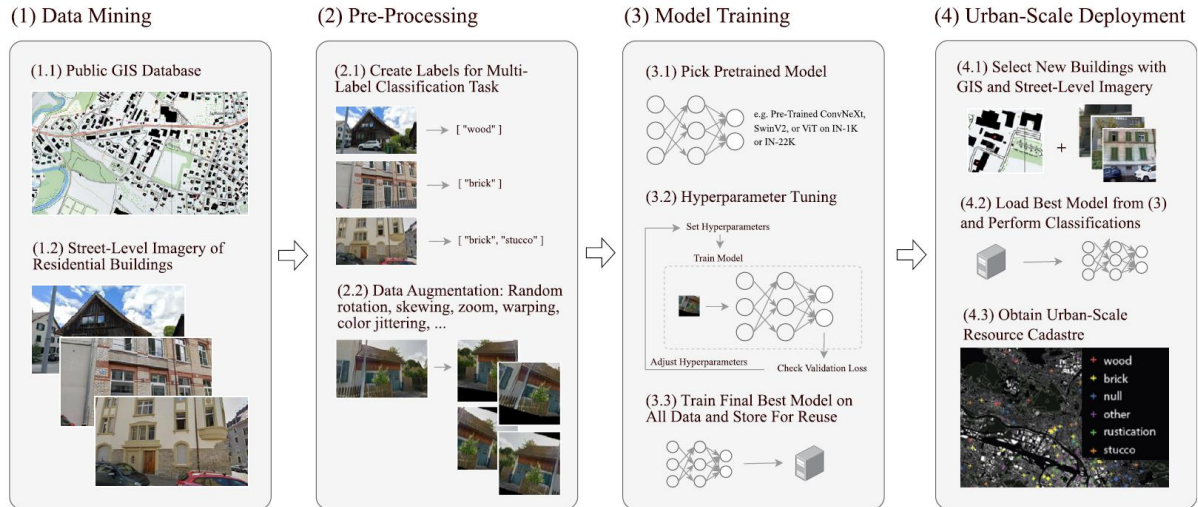 (1) Data Mining
(1.1) Public GIS Database
(1.2) Street-Level Imagery of
Residential Buildings
(2) Pre-Processing
(2.1) Create Labels for Multi-
Label Classification Task
[ "wood" ]
[ "brick" ]
[ "brick", "stucco" ]
(2.2) Data Augmentation: Random
rotation, skewing, zoom, warping,
color jittering, ...
(3) Model Training
(3.1) Pick Pretrained Model
e.g. Pre-Trained ConvNeXt,
SwinV2, or ViT on IN-1K
or IN-22K
(3.2) Hyperparameter Tuning
Set Hyperparameters
Train Model
Adjust Hyperparameters
Check Validation Loss
(3.3) Train Final Best Model on
All Data and Store For Reuse
(4) Urban-Scale Deployment
(4.1) Select New Buildings with
GIS and Street-Level Imagery
+
(4.2) Load Best Model from (3)
and Perform Classifications
(4.3) Obtain Urban-Scale
Resource Cadastre
wood
brick
null
other
rustication
stucco